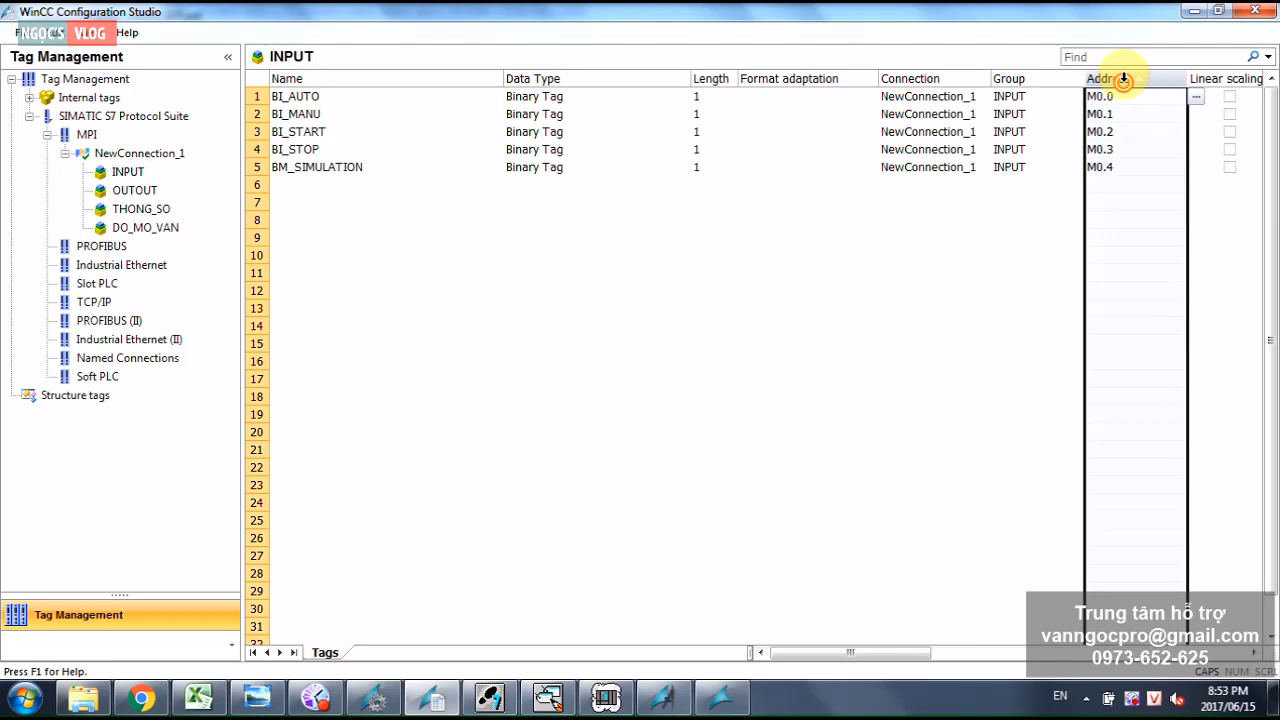 WinCC Configuration Studio
NGỌC'S VLOG Help
Tag Management «
INPUT
Find
Tag Management
Internal tags
SIMATIC S7 Protocol Suite
MPI
NewConnection_1
INPUT
OUTOUT
THONG_SO
DO_MO_VAN
PROFIBUS
Industrial Ethernet
Slot PLC
TCP/IP
PROFIBUS (II)
Industrial Ethernet (II)
Named Connections
Soft PLC
Structure tags
Name Data Type Length Format adaptation Connection Group Linear scaling
1 BI_AUTO Binary Tag 1 NewConnection_1 INPUT M0.0 ...
2 BI_MANU Binary Tag 1 NewConnection_1 INPUT M0.1
3 BI_START Binary Tag 1 NewConnection_1 INPUT M0.2
4 BI_STOP Binary Tag 1 NewConnection_1 INPUT M0.3
5 BM_SIMULATION Binary Tag 1 NewConnection_1 INPUT M0.4
6
7
8
9
10
11
12
13
14
15
16
17
18
19
20
21
22
23
24
25
26
27
28
29
30
31
32
Tag Management
Tags
Trung tâm hỗ trợ
vanngocpro@gmail.com
0973-652-625
Press F1 for Help.
CAPS NUM SCRL
EN
8:53 PM
2017/06/15